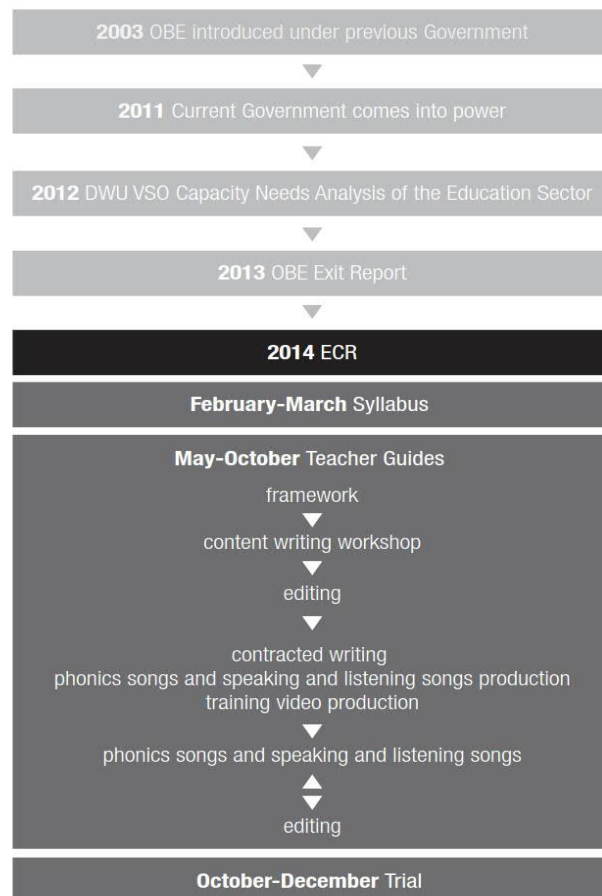 2003 OBE introduced under previous Government
2011 Current Government comes into power
2012 DWU VSO Capacity Needs Analysis of the Education Sector
2013 OBE Exit Report
2014 ECR
February-March Syllabus
May-October Teacher Guides
framework
content writing workshop
editing
contracted writing
phonics songs and speaking and listening songs production
training video production
phonics songs and speaking and listening songs
editing
October-December Trial